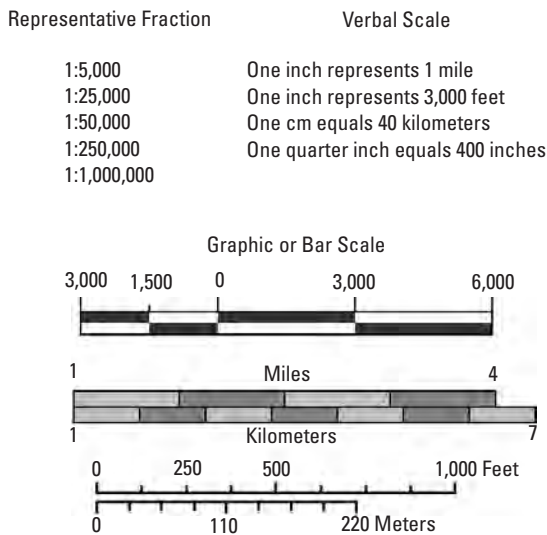 Representative Fraction Verbal Scale
1:5,000 One inch represents 1 mile
1:25,000 One inch represents 3,000 feet
1:50,000 One cm equals 40 kilometers
1:250,000 One quarter inch equals 400 inches
1:1,000,000
Graphic or Bar Scale
3,000 1,500 0 3,000 6,000
1 Miles 4
1 Kilometers 7
0 250 500 1,000 Feet
0 110 220 Meters